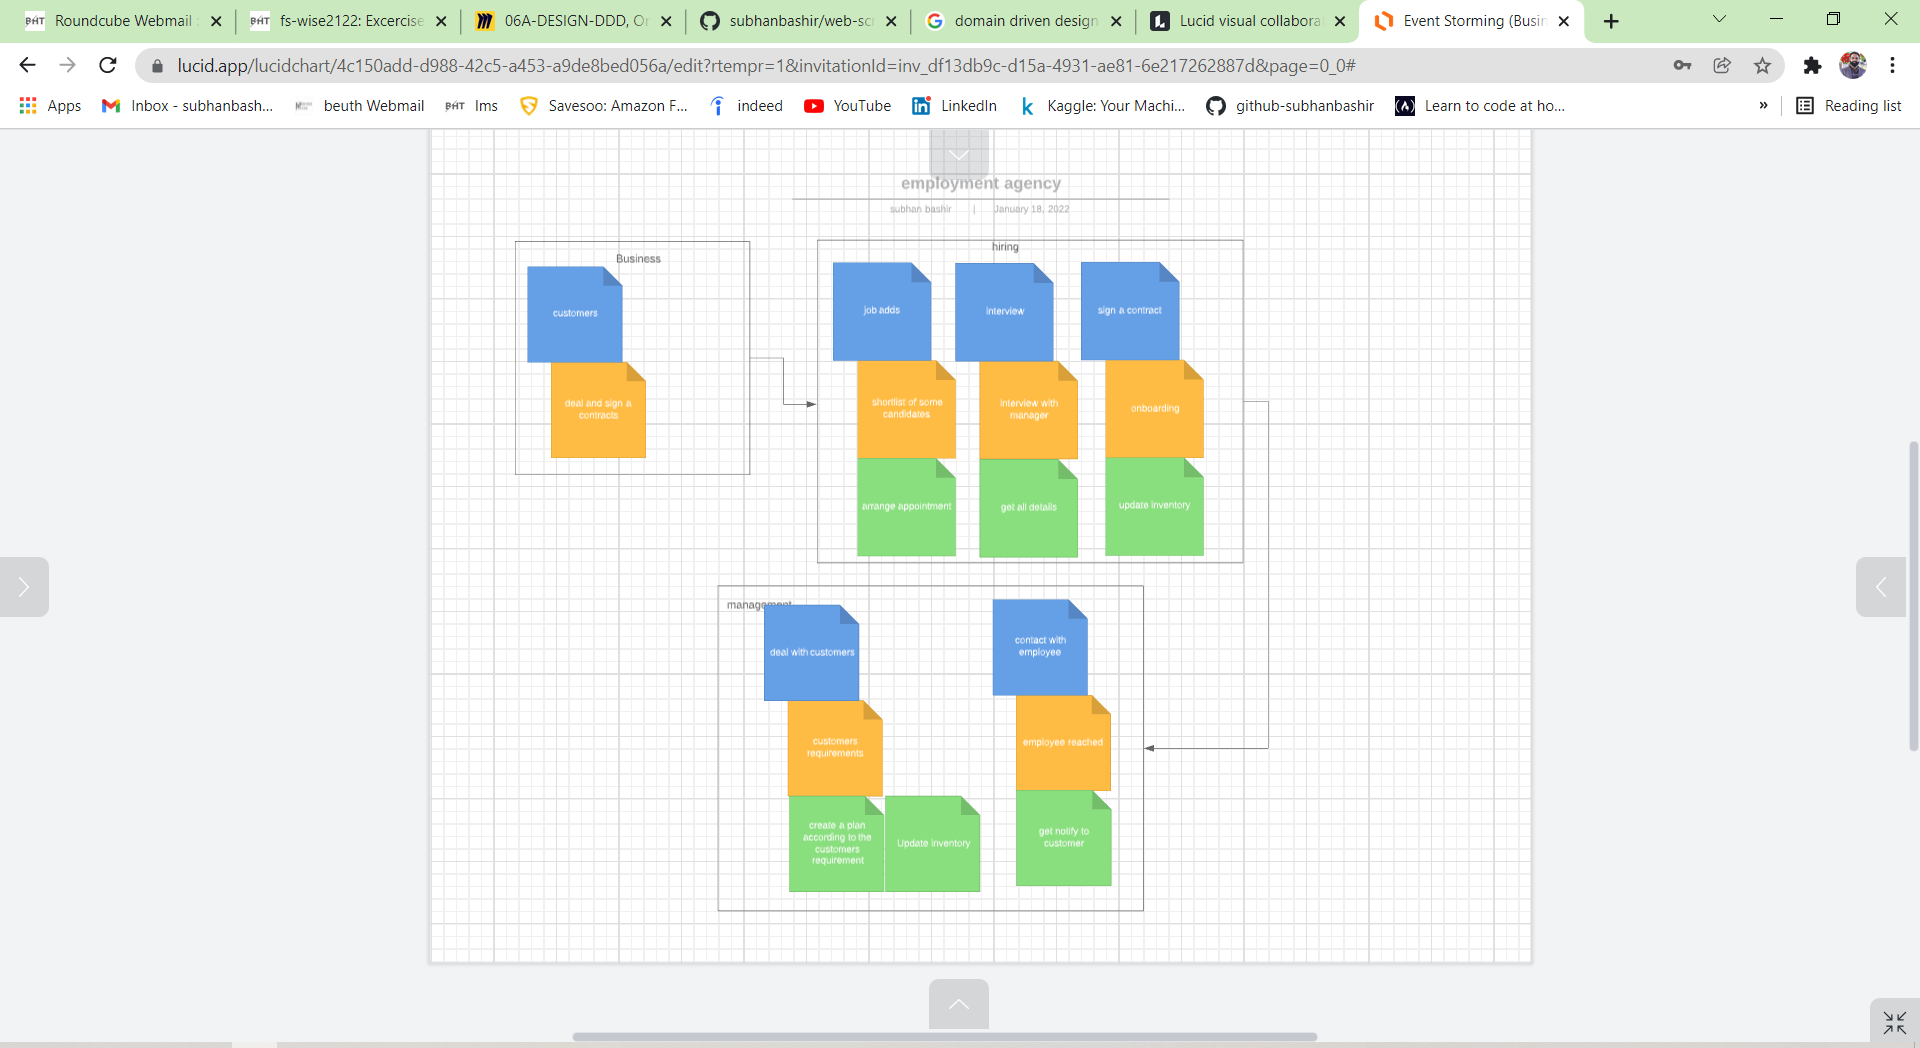 Roundcube Webmail
fs-wise2122: Excercise
06A-DESIGN-DDD, On
subhanbashir/web-scr
domain driven design
Lucid visual collaborat
Event Storming (Busin
lucid.app/lucidchart/4c150add-d988-42c5-a453-a9de8bed056a/edit?rtempr=1&invitationId=inv_df13db9c-d15a-4931-ae81-6e217262887d&page=0_0#
Apps
Inbox - subhanbash...
beuth Webmail
BHT lms
Savesoo: Amazon F...
indeed
YouTube
LinkedIn
Kaggle: Your Machi...
github-subhanbashir
Learn to code at ho...
»
Reading list
employment agency
subhan bashir | January 18, 2022
Business
customers
deal and sign a
contracts
hiring
job adds
interview
sign a contract
shortlist of some
candidates
interview with
manager
onboarding
arrange appointment
get all details
update inventory
management
deal with customers
contact with
employee
customers
requirements
employee reached
create a plan
according to the
customers
requirement
Update inventory
get notify to
customer